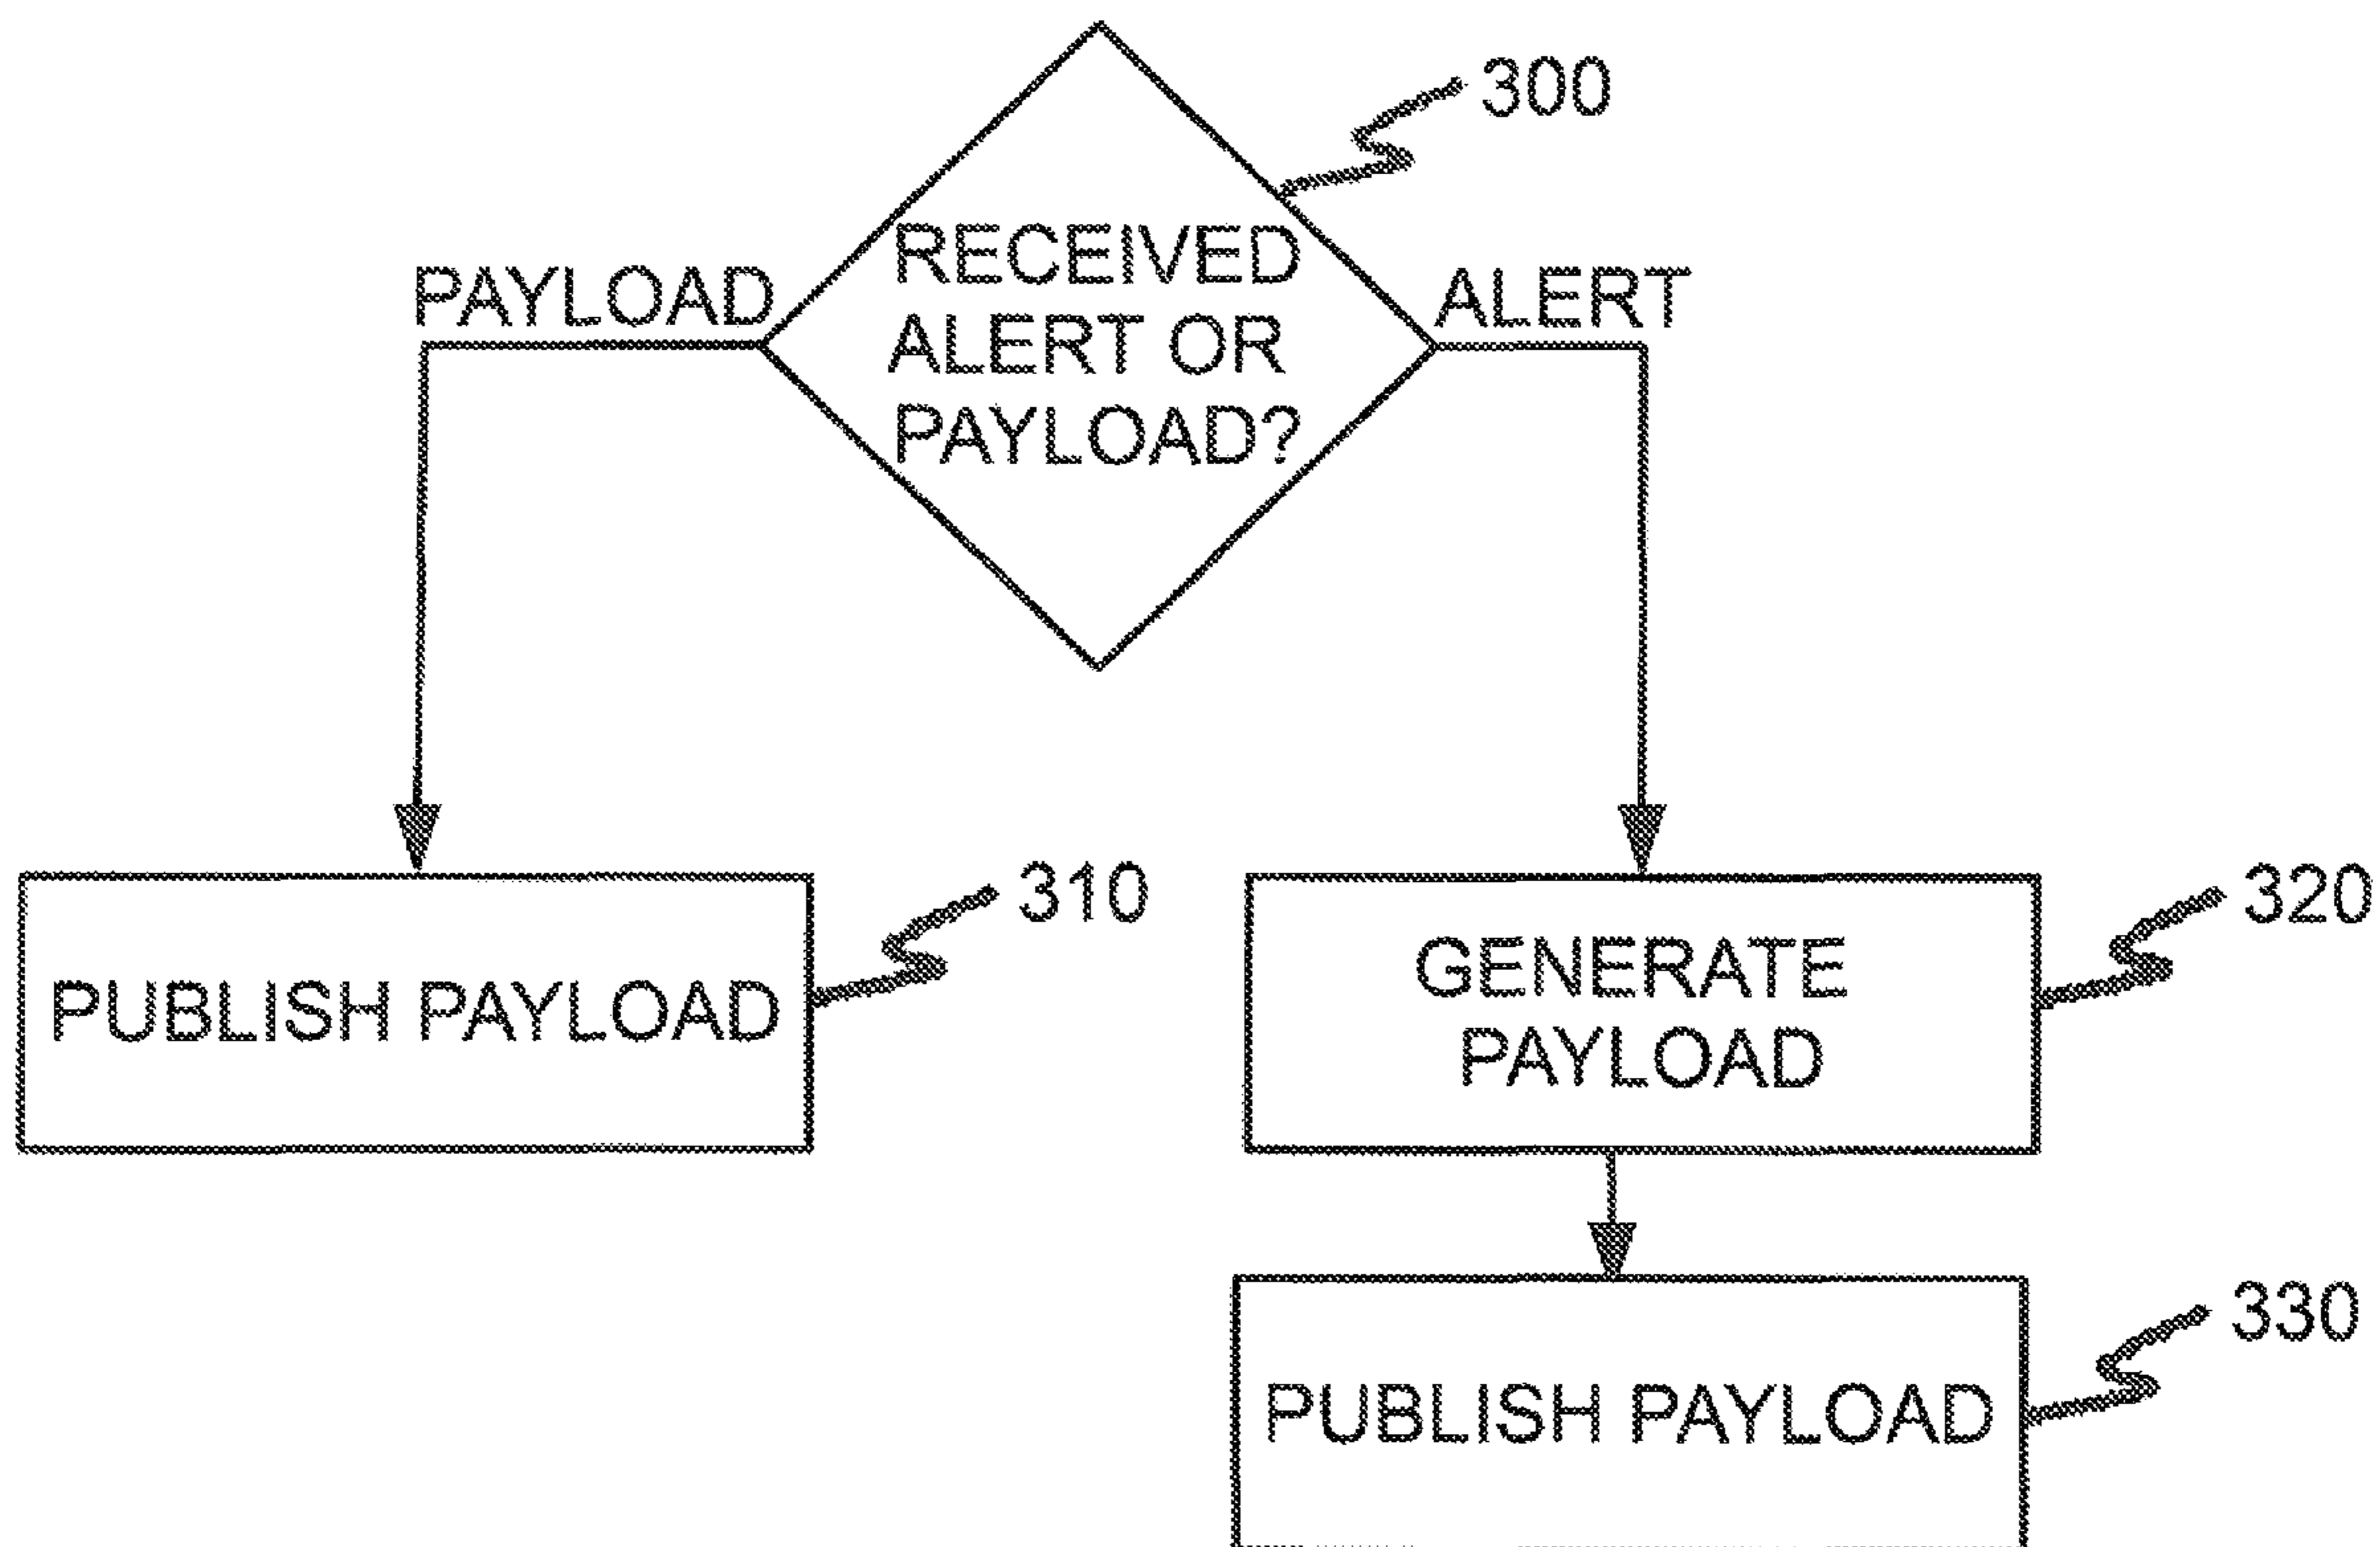 300
RECEIVED
ALERT OR
PAYLOAD?
PAYLOAD
ALERT
310
PUBLISH PAYLOAD
320
GENERATE
PAYLOAD
330
PUBLISH PAYLOAD